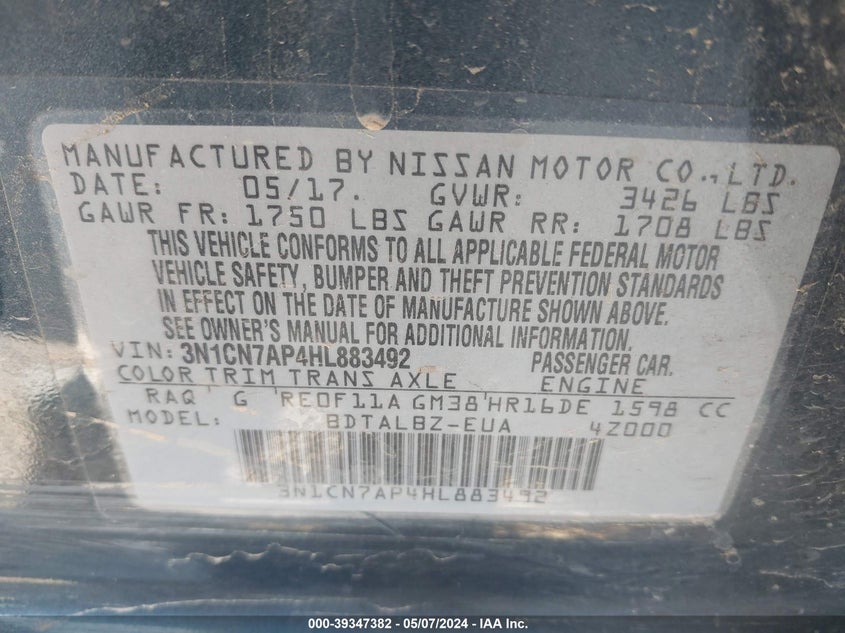 MANUFACTURED BY NISSAN MOTOR CO., LTD.
DATE: 05/17. GVWR: 3426 LBS
GAWR FR: 1750 LBS GAWR RR: 1708 LBS
THIS VEHICLE CONFORMS TO ALL APPLICABLE FEDERAL MOTOR
VEHICLE SAFETY, BUMPER AND THEFT PREVENTION STANDARDS
IN EFFECT ON THE DATE OF MANUFACTURE SHOWN ABOVE.
SEE OWNER'S MANUAL FOR ADDITIONAL INFORMATION.
VIN: 3N1CN7AP4HL883492 PASSENGER CAR.
COLOR TRIM TRANS AXLE ENGINE
RAQ G RE0F11A GM38 HR16DE 1598 CC
MODEL: BDTALBZ-EUA 4Z000
3N1CN7AP4HL883492
000-39347382 - 05/07/2024 - IAA Inc.